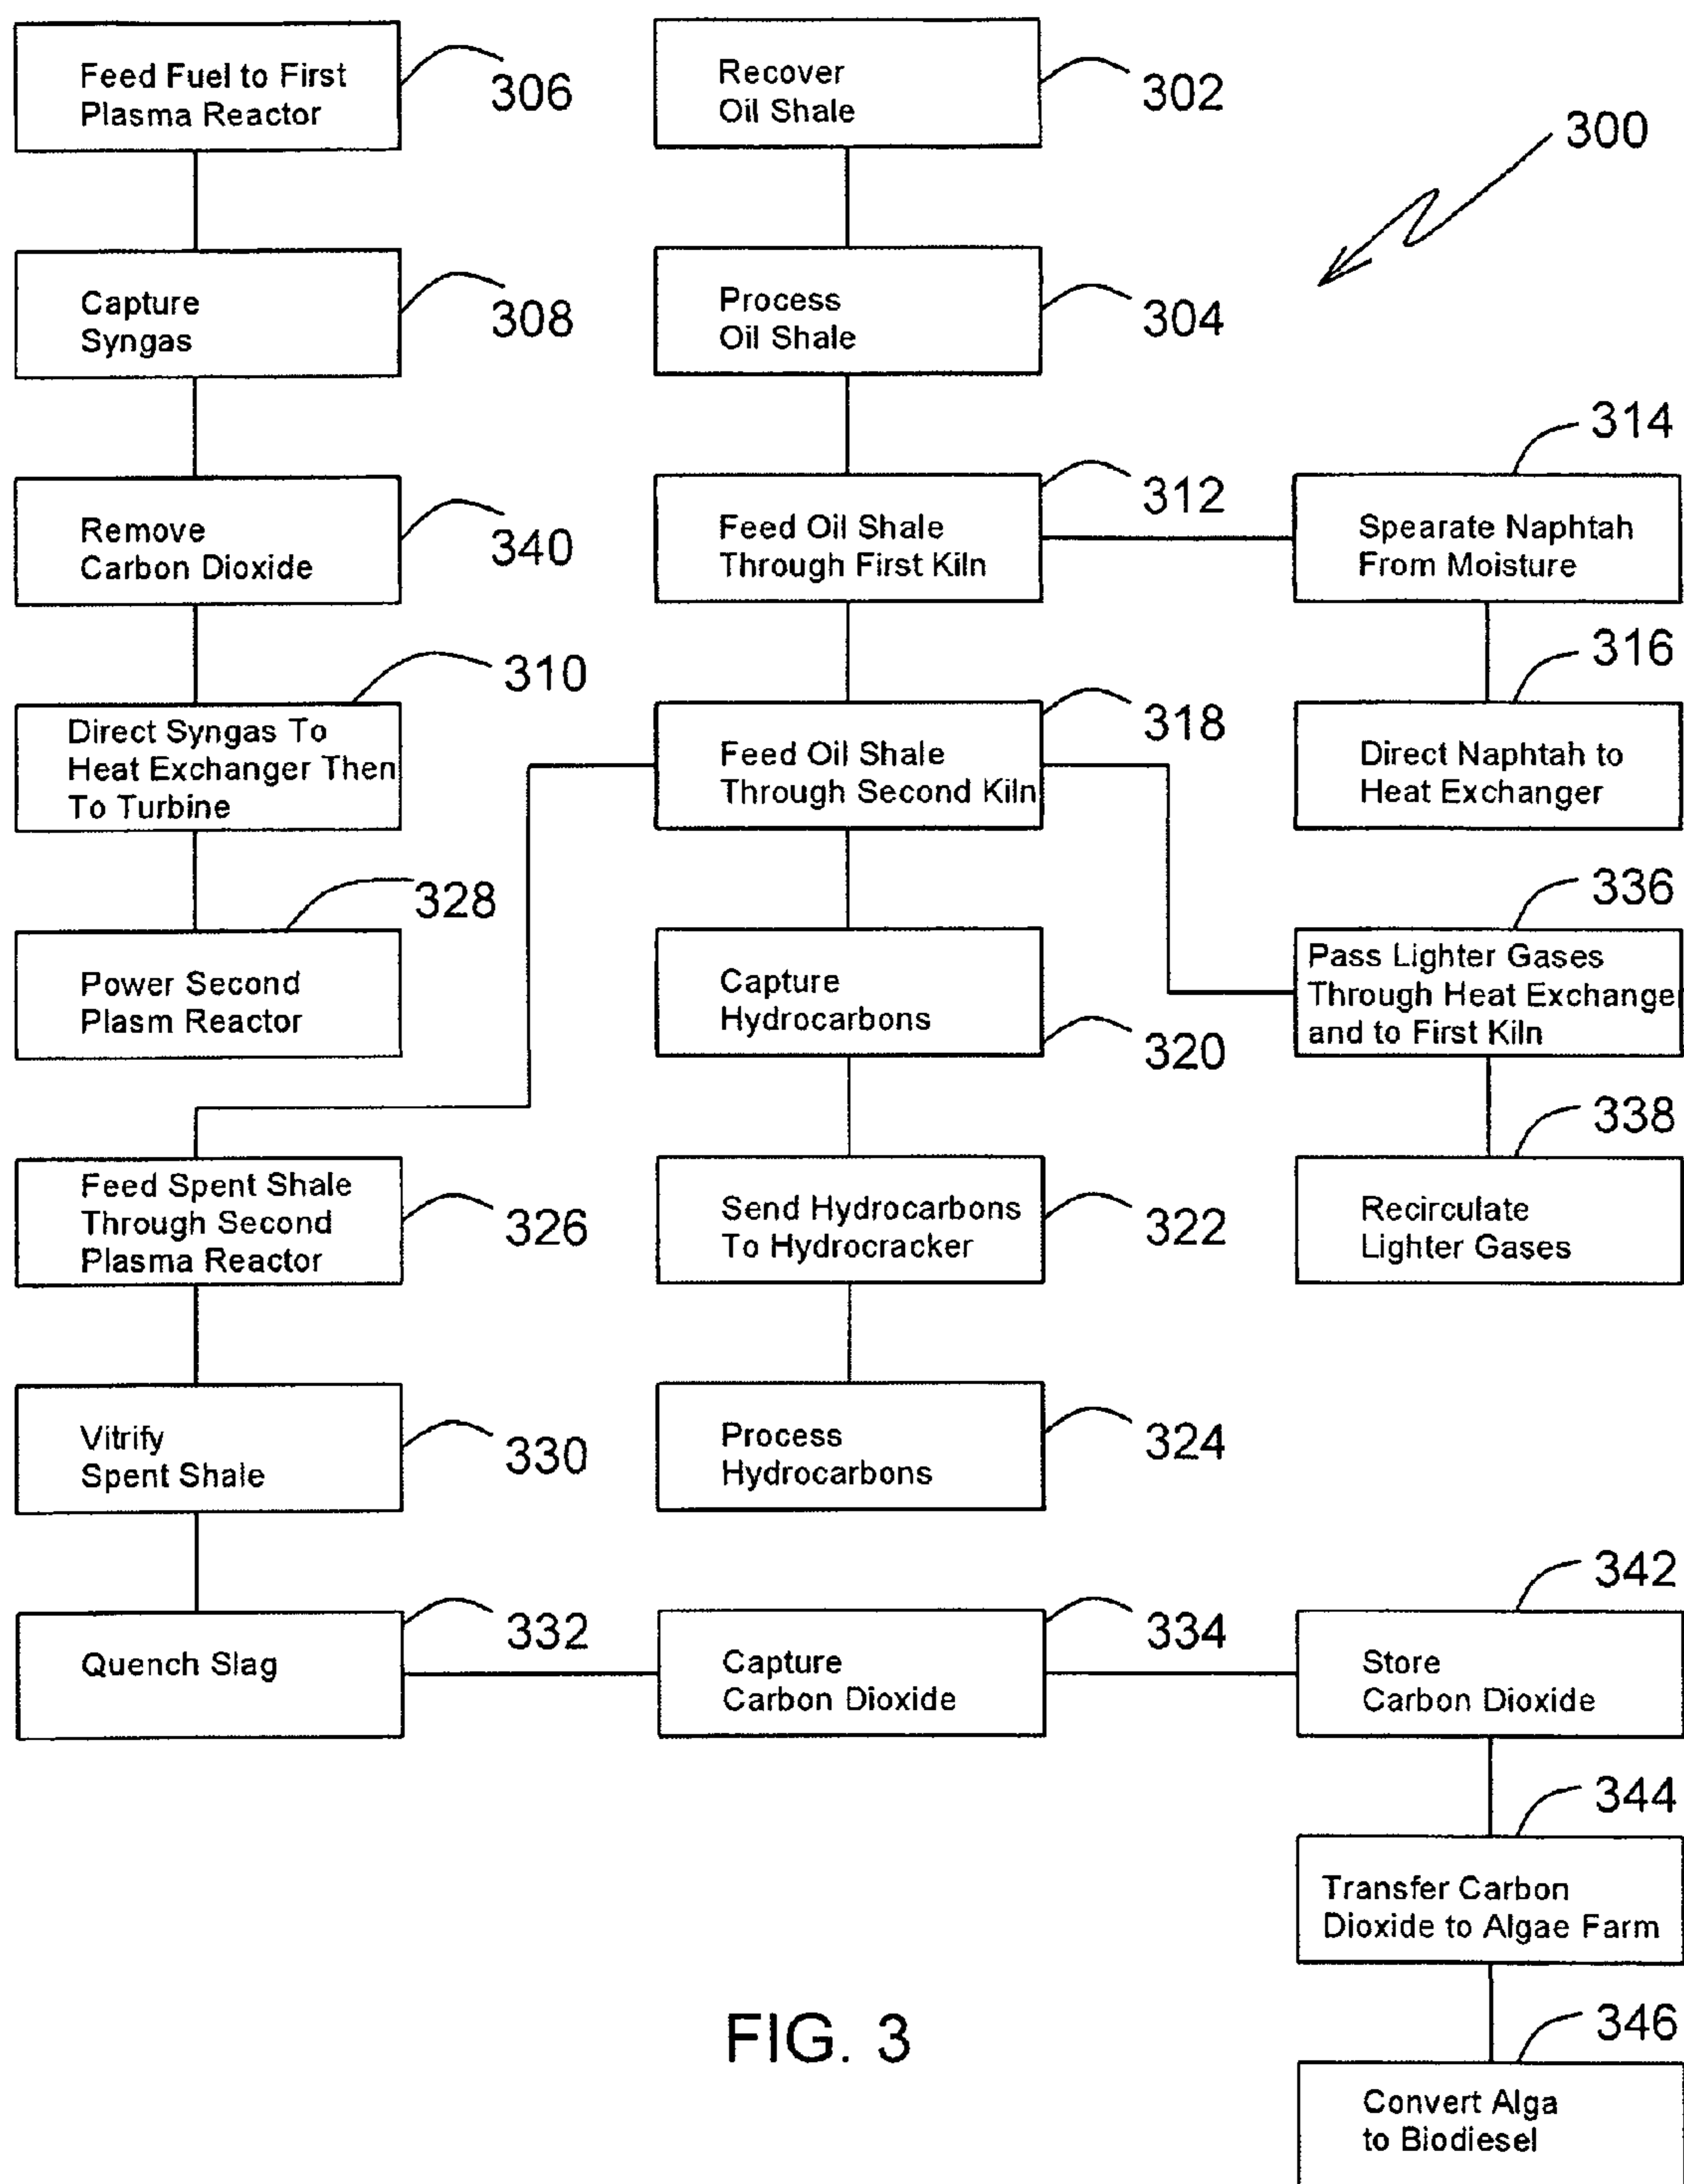 Feed Fuel to First
Plasma Reactor
306
Recover
Oil Shale
302
300
Capture
Syngas
308
Process
Oil Shale
304
Remove
Carbon Dioxide
340
Feed Oil Shale
Through First Kiln
312
314
Spearate Naphtah
From Moisture
310
Direct Syngas To
Heat Exchanger Then
To Turbine
318
Feed Oil Shale
Through Second Kiln
316
Direct Naphtah to
Heat Exchanger
328
Power Second
Plasm Reactor
Capture
Hydrocarbons
320
336
Pass Lighter Gases
Through Heat Exchange
and to First Kiln
Feed Spent Shale
Through Second
Plasma Reactor
326
Send Hydrocarbons
To Hydrocracker
322
338
Recirculate
Lighter Gases
Vitrify
Spent Shale
330
Process
Hydrocarbons
324
Quench Slag
332
Capture
Carbon Dioxide
334
342
Store
Carbon Dioxide
344
Transfer Carbon
Dioxide to Algae Farm
346
Convert Alga
to Biodiesel
FIG. 3